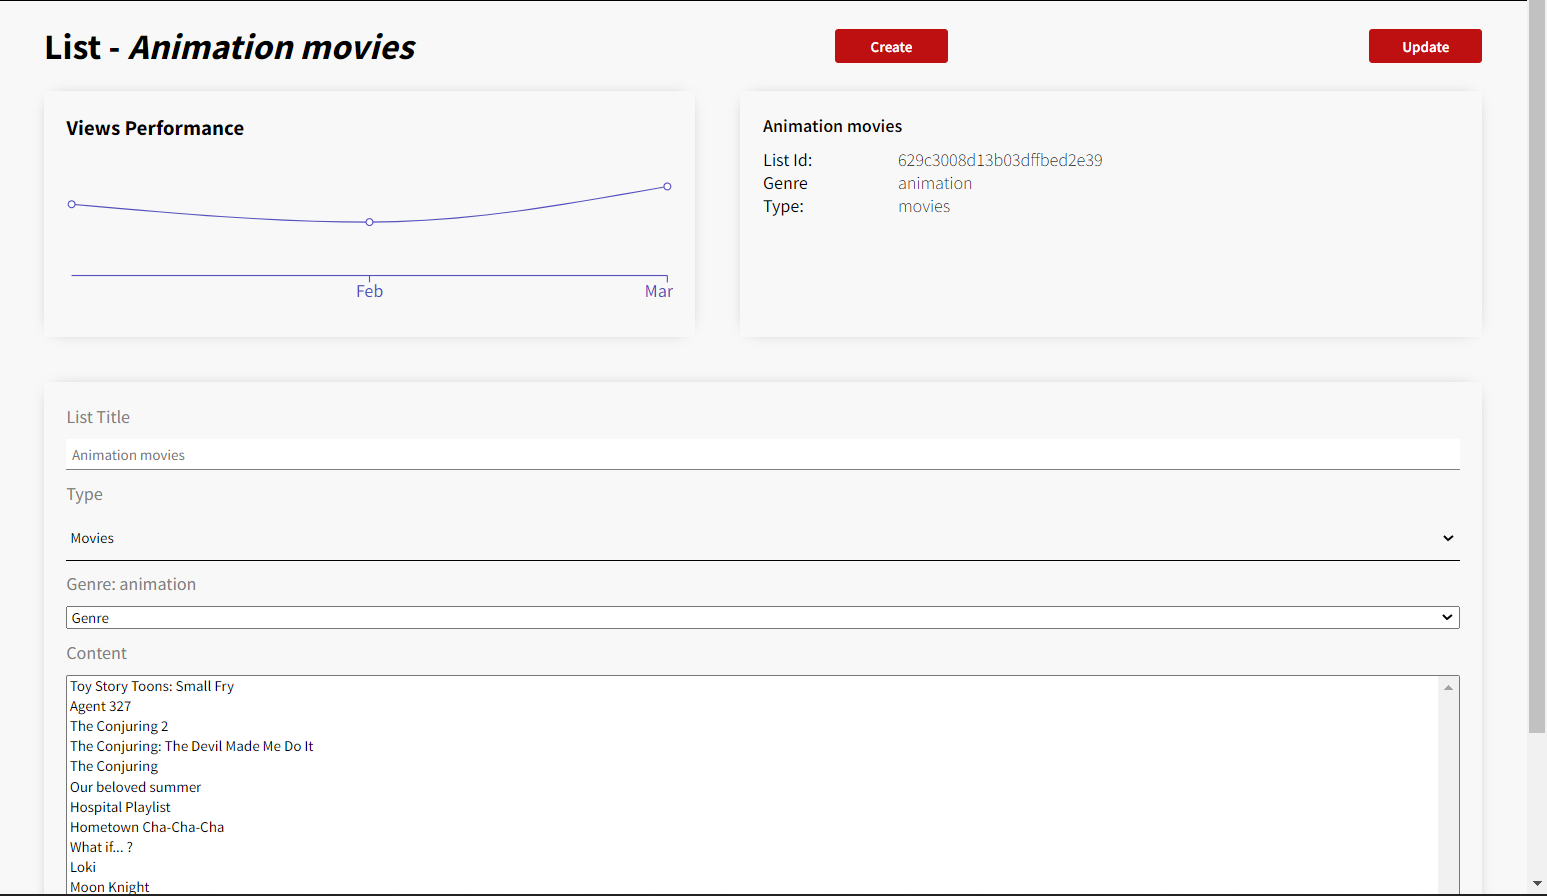 List - Animation movies
Create
Update
Views Performance
Feb
Mar
Animation movies
List Id: 629c3008d13b03dffbed2e39
Genre animation
Type: movies
List Title
Animation movies
Type
Movies
Genre: animation
Genre
Content
Toy Story Toons: Small Fry
Agent 327
The Conjuring 2
The Conjuring: The Devil Made Me Do It
The Conjuring
Our beloved summer
Hospital Playlist
Hometown Cha-Cha-Cha
What if... ?
Loki
Moon Knight